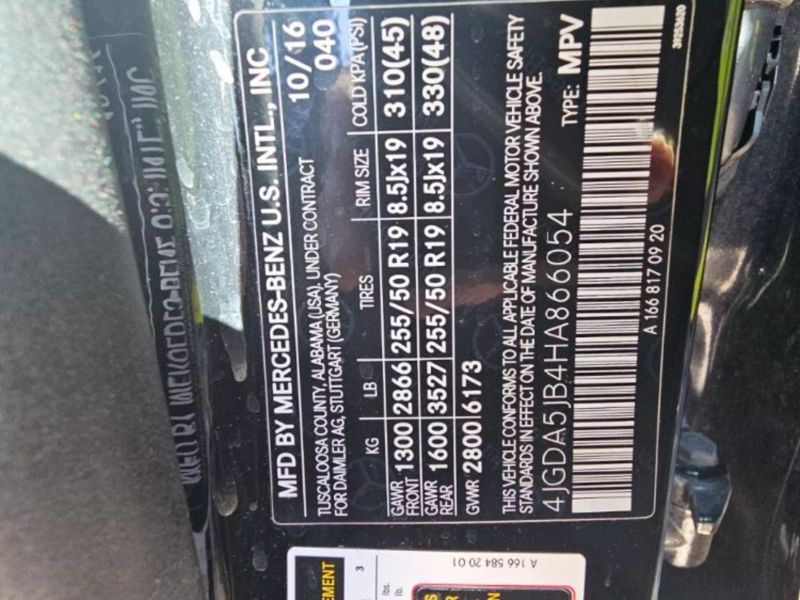 MFD BY MERCEDES-BENZ U.S. INTL., INC 10/16
TUSCALOOSA COUNTY, ALABAMA (USA), UNDER CONTRACT 040
FOR DAIMLER AG, STUTTGART (GERMANY)
KG LB TIRES RIM SIZE COLD KPA(PSI)
GAWR FRONT 1300 2866 255/50 R19 8.5Jx19 310(45)
GAWR REAR 1600 3527 255/50 R19 8.5Jx19 330(48)
GVWR 2800 6173
THIS VEHICLE CONFORMS TO ALL APPLICABLE FEDERAL MOTOR VEHICLE SAFETY
STANDARDS IN EFFECT ON THE DATE OF MANUFACTURE SHOWN ABOVE.
4JGDA5JB4HA866054 TYPE: MPV
A 166 817 09 20
A 166 584 20 01
EMENT
3
lbs.
lb.